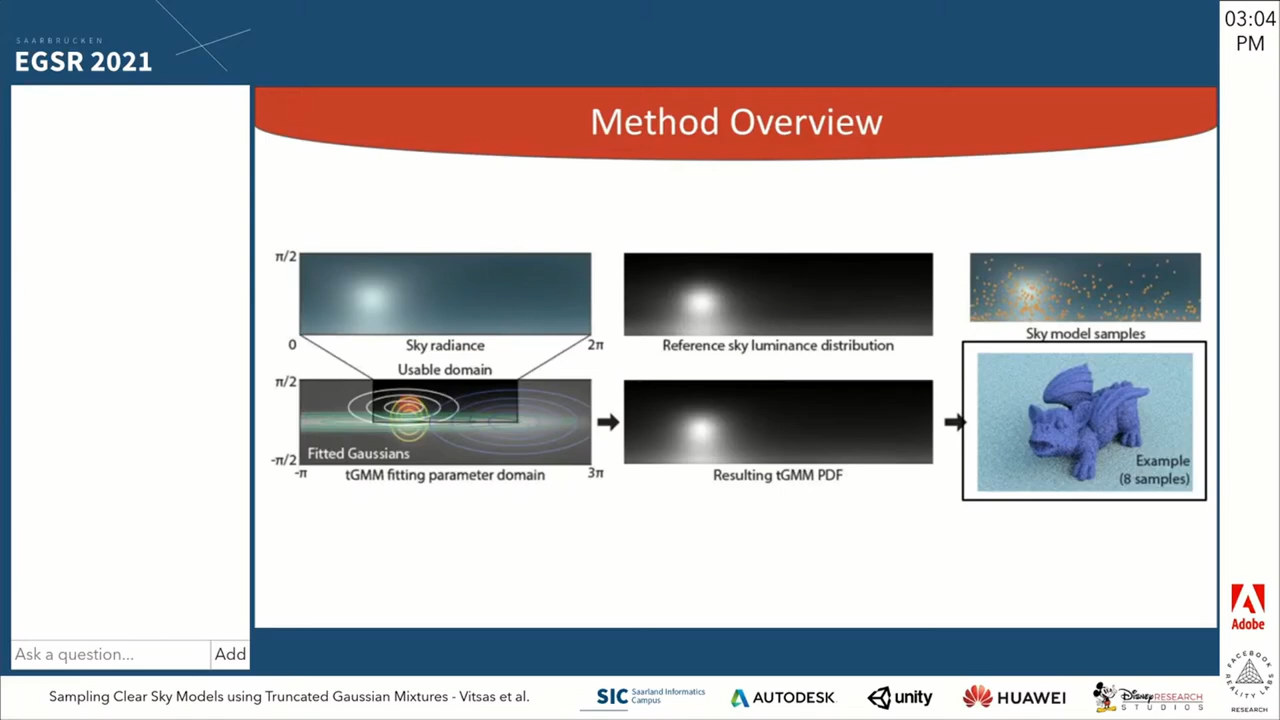 SAARBRÜCKEN
EGSR 2021
03:04
PM
Method Overview
π/2
0
Sky radiance
2π
Usable domain
π/2
-π/2
Fitted Gaussians
-π
tGMM fitting parameter domain
3π
Reference sky luminance distribution
Resulting tGMM PDF
Sky model samples
Example
(8 samples)
Ask a question...
Add
Adobe
FACEBOOK REALITY LABS
RESEARCH
Sampling Clear Sky Models using Truncated Gaussian Mixtures - Vitsas et al.
SIC Saarland Informatics
Campus
AUTODESK
unity
HUAWEI
Disney RESEARCH
STUDIOS